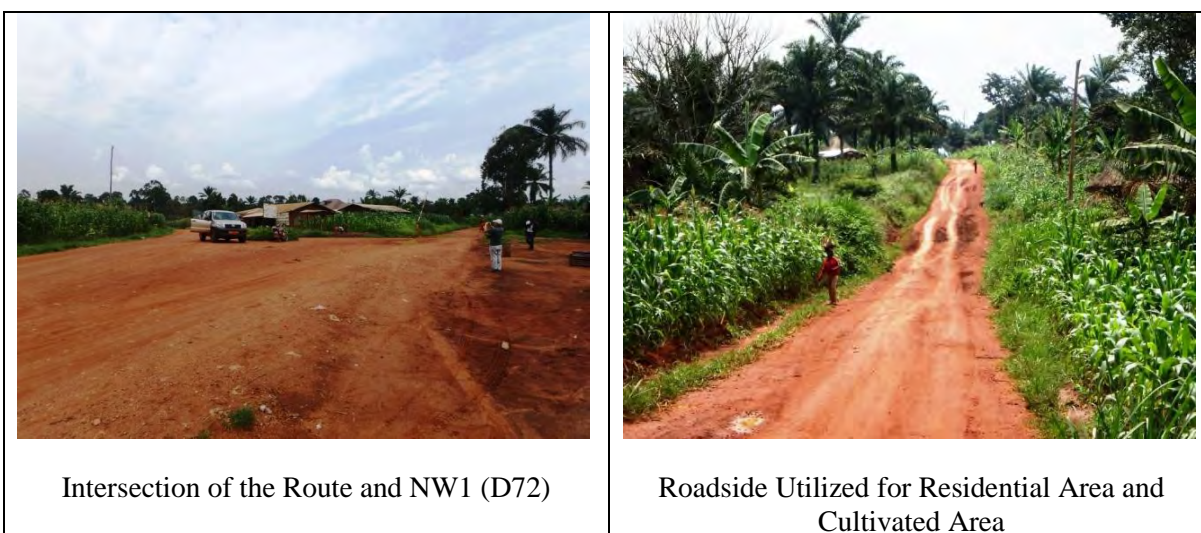 Intersection of the Route and NW1 (D72)
Roadside Utilized for Residential Area and
Cultivated Area